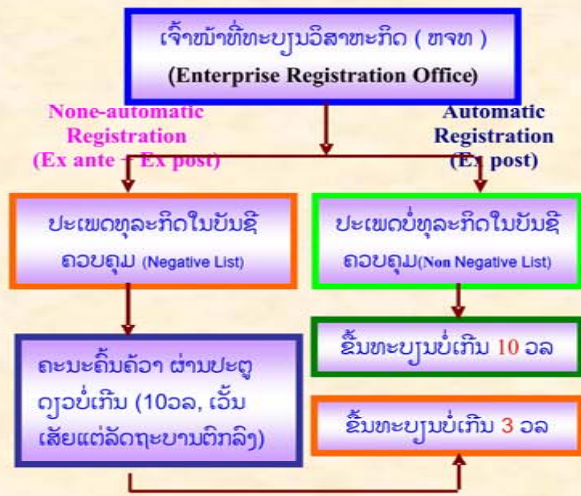 ເຈົ້າໜ້າທີ່ທະບຽນວິສາຫະກິດ ( ຫຈທ )
(Enterprise Registration Office)
None-automatic
Registration
(Ex ante + Ex post)
Automatic
Registration
(Ex post)
ປະເພດທຸລະກິດໃນບັນຊີ
ຄວບຄຸມ (Negative List)
ປະເພດບໍ່ທຸລະກິດໃນບັນຊີ
ຄວບຄຸມ(Non Negative List)
ຄະນະຄົ້ນຄ້ວາ ຜ່ານປະຕູ
ດຽວບໍ່ເກີນ (10ວລ, ເວັ້ນ
ເສັຍແຕ່ລັດຖະບານຕົກລົງ)
ຂື້ນທະບຽນບໍ່ເກີນ 10 ວລ
ຂື້ນທະບຽນບໍ່ເກີນ 3 ວລ